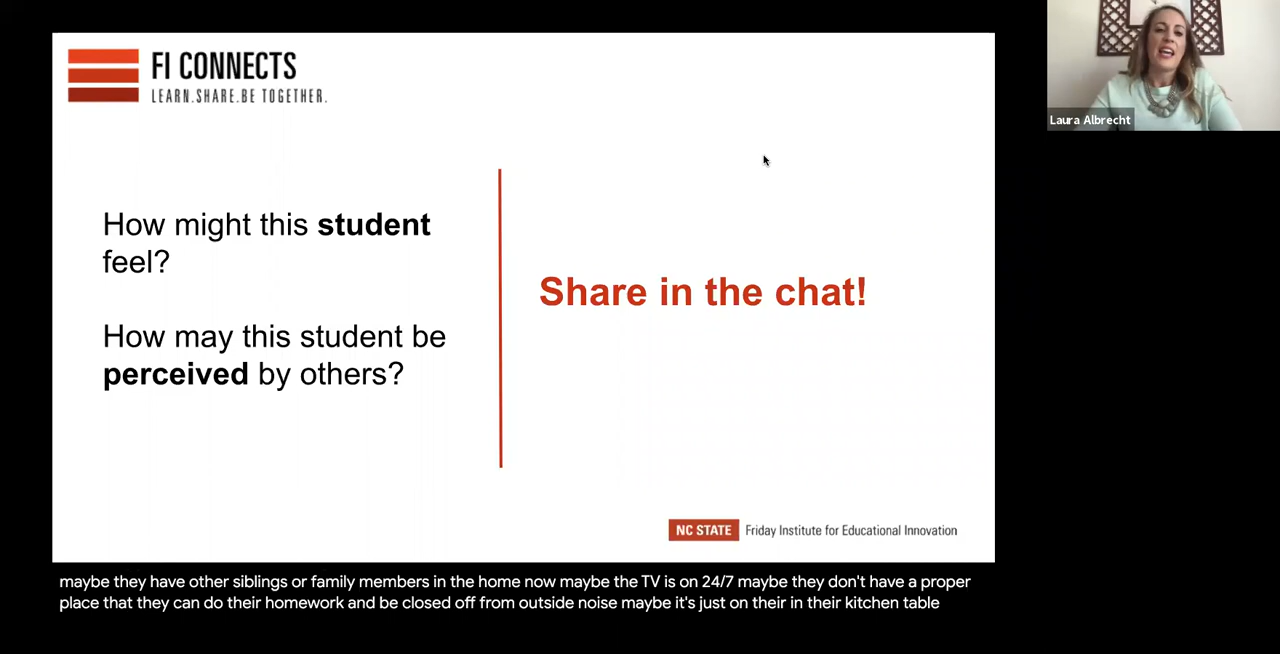 FI CONNECTS
LEARN.SHARE.BE TOGETHER.
How might this student
feel?
How may this student be
perceived by others?
Share in the chat!
NC STATE Friday Institute for Educational Innovation
Laura Albrecht
maybe they have other siblings or family members in the home now maybe the TV is on 24/7 maybe they don't have a proper
place that they can do their homework and be closed off from outside noise maybe it's just on their in their kitchen table